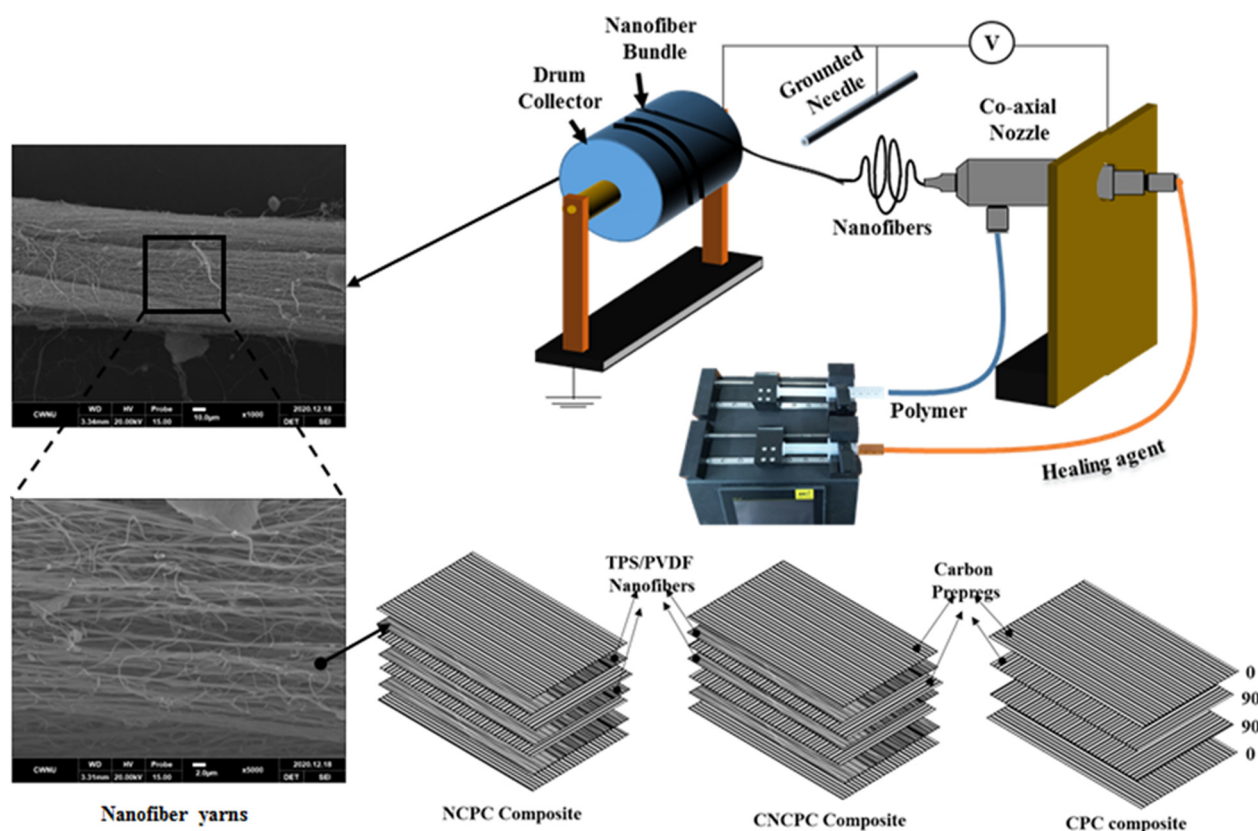 Nanofiber
Bundle
Drum
Collector
Grounded
Needle
V
Co-axial
Nozzle
Nanofibers
Polymer
Healing agent
CWNU
WD
HV
Probe
x1000
2020.12.18
3.34mm
20.00kV
15.00
10.0µm
DET
SEI
CWNU
WD
HV
Probe
x5000
2020.12.18
3.31mm
20.00kV
15.00
2.0µm
DET
SEI
Nanofiber yarns
TPS/PVDF
Nanofibers
Carbon
Prepregs
0
90
90
0
NCPC Composite
CNCPC Composite
CPC composite